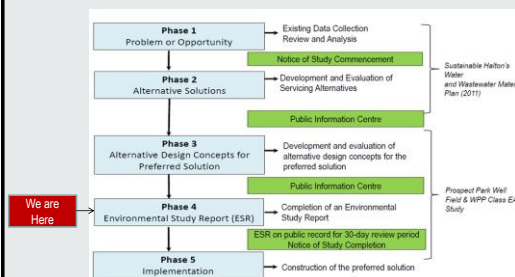 Phase 1
Problem or Opportunity
Existing Data Collection
Review and Analysis
Notice of Study Commencement
Phase 2
Alternative Solutions
Development and Evaluation of
Servicing Alternatives
Sustainable Halton's
Water
and Wastewater Mater
Plan (2011)
Public Information Centre
Phase 3
Alternative Design Concepts for
Preferred Solution
Development and evaluation of
alternative design concepts for the
preferred solution
Public Information Centre
We are
Here
Phase 4
Environmental Study Report (ESR)
Completion of an Environmental
Study Report
Prospect Park Well
Field & WPP Class EA
Study
ESR on public record for 30-day review period
Notice of Study Completion
Phase 5
Implementation
Construction of the preferred solution